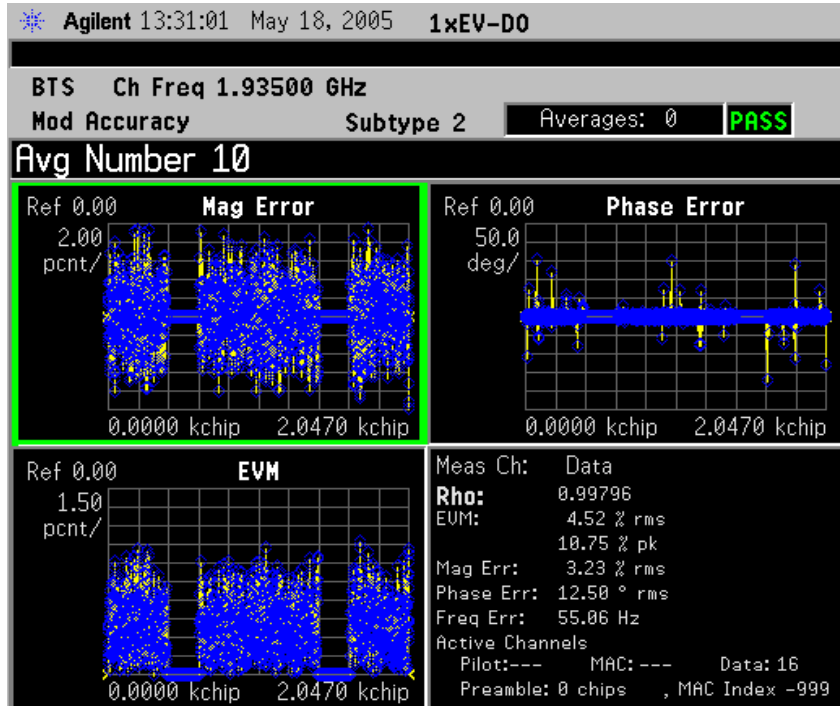 Agilent 13:31:01 May 18, 2005 1xEV-DO
BTS Ch Freq 1.93500 GHz
Mod Accuracy Subtype 2 Averages: 0 PASS
Avg Number 10
Ref 0.00 Mag Error
2.00
pcnt/
0.0000 kchip 2.0470 kchip
Ref 0.00 Phase Error
50.0
deg/
0.0000 kchip 2.0470 kchip
Ref 0.00 EVM
1.50
pcnt/
0.0000 kchip 2.0470 kchip
Meas Ch: Data
Rho: 0.99796
EVM: 4.52 % rms
10.75 % pk
Mag Err: 3.23 % rms
Phase Err: 12.50 ° rms
Freq Err: 55.06 Hz
Active Channels
Pilot:--- MAC:--- Data:16
Preamble: 0 chips , MAC Index -999